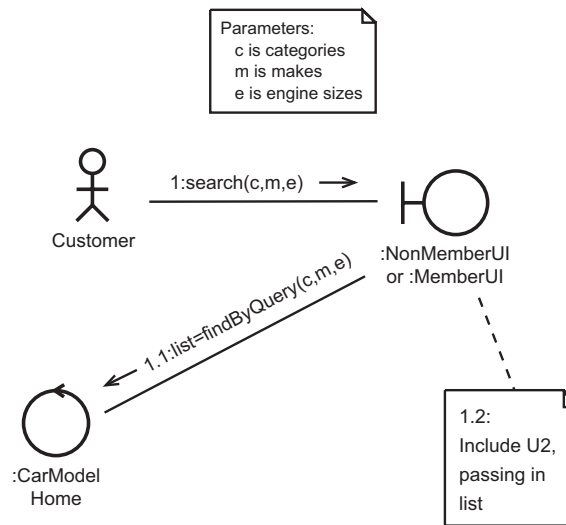 Parameters:
c is categories
m is makes
e is engine sizes
1:search(c,m,e)
Customer
:NonMemberUI
or :MemberUI
1.1:list=findByQuery(c,m,e)
:CarModel
Home
1.2:
Include U2,
passing in
list